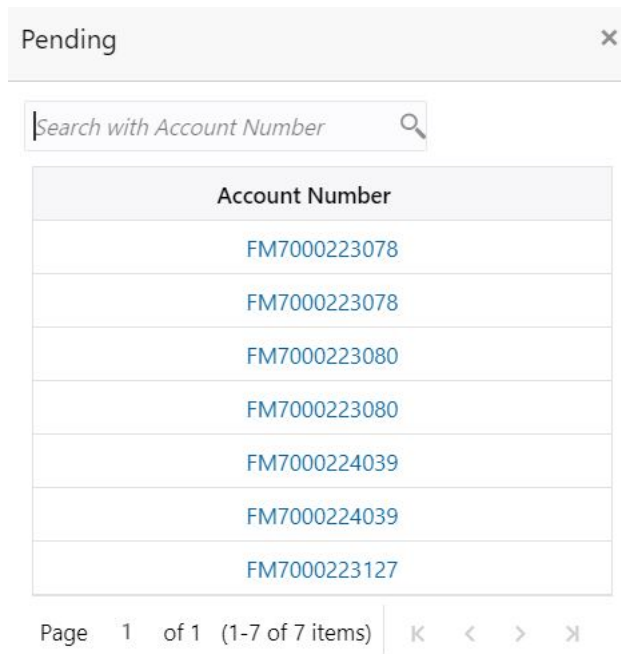 Pending
Search with Account Number
Account Number
FM7000223078
FM7000223078
FM7000223080
FM7000223080
FM7000224039
FM7000224039
FM7000223127
Page 1 of 1 (1-7 of 7 items)